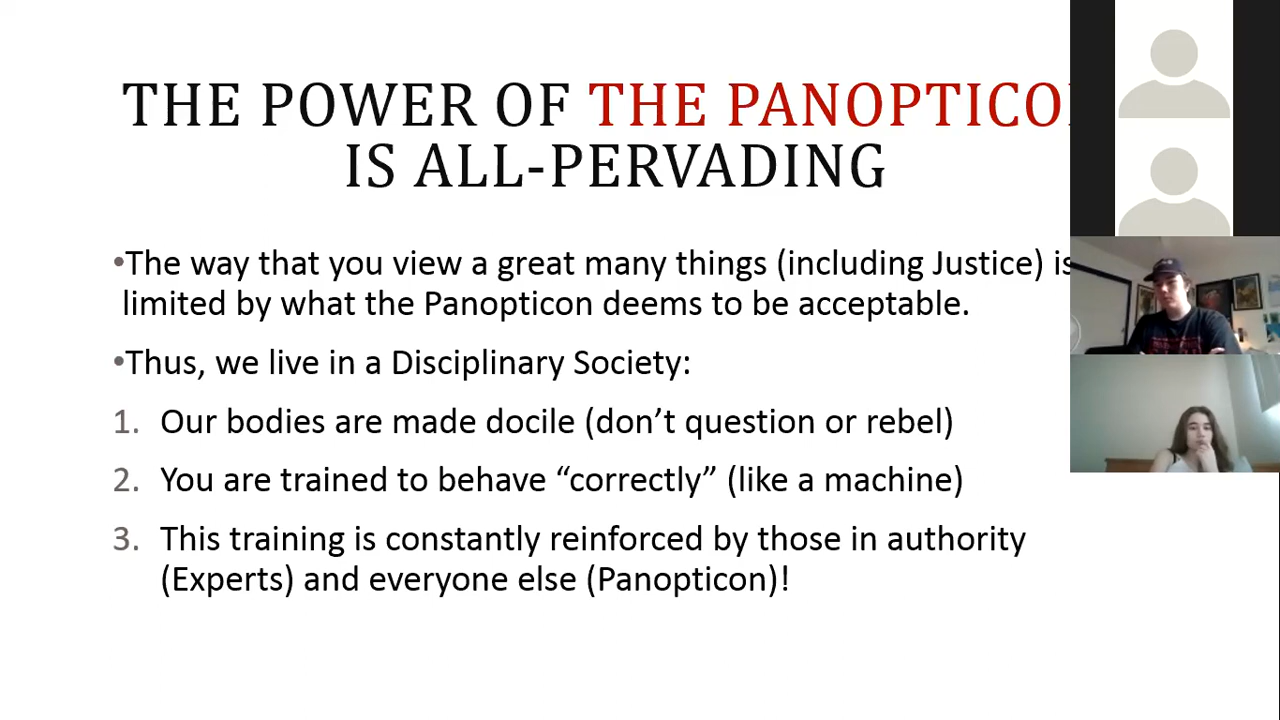 THE POWER OF THE PANOPTICON
IS ALL-PERVADING
•The way that you view a great many things (including Justice) is
limited by what the Panopticon deems to be acceptable.
•Thus, we live in a Disciplinary Society:
1. Our bodies are made docile (don’t question or rebel)
2. You are trained to behave “correctly” (like a machine)
3. This training is constantly reinforced by those in authority
(Experts) and everyone else (Panopticon)!